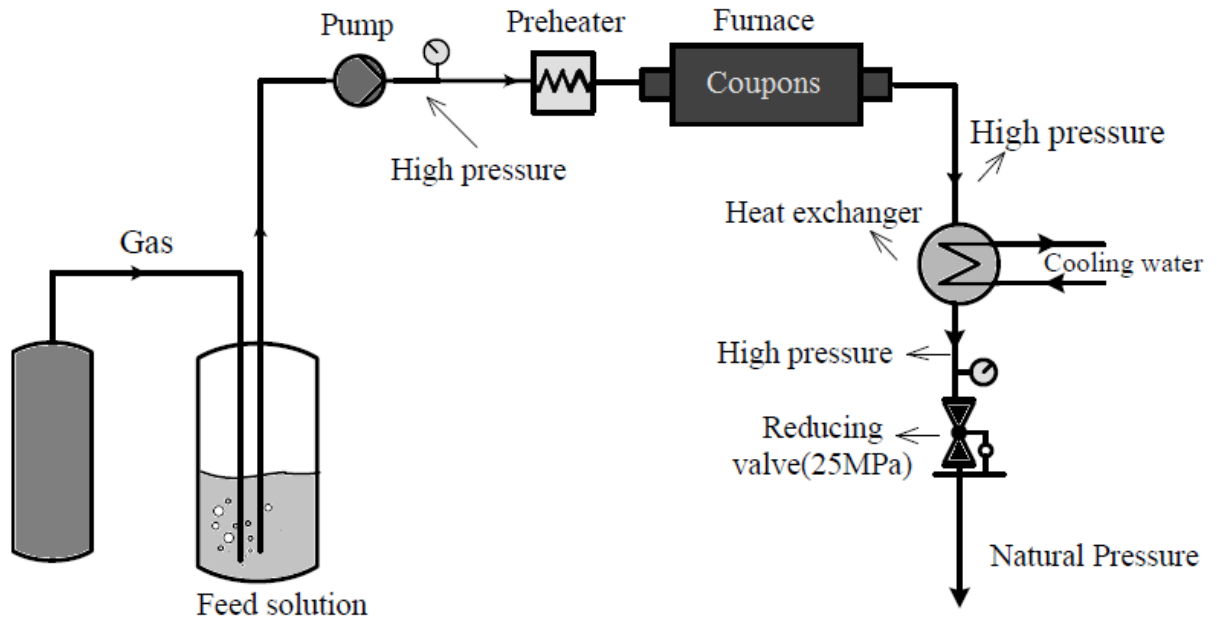 Pump
Preheater
Furnace
Coupons
High pressure
High pressure
Heat exchanger
Gas
Cooling water
High pressure
Reducing
valve(25MPa)
Natural Pressure
Feed solution